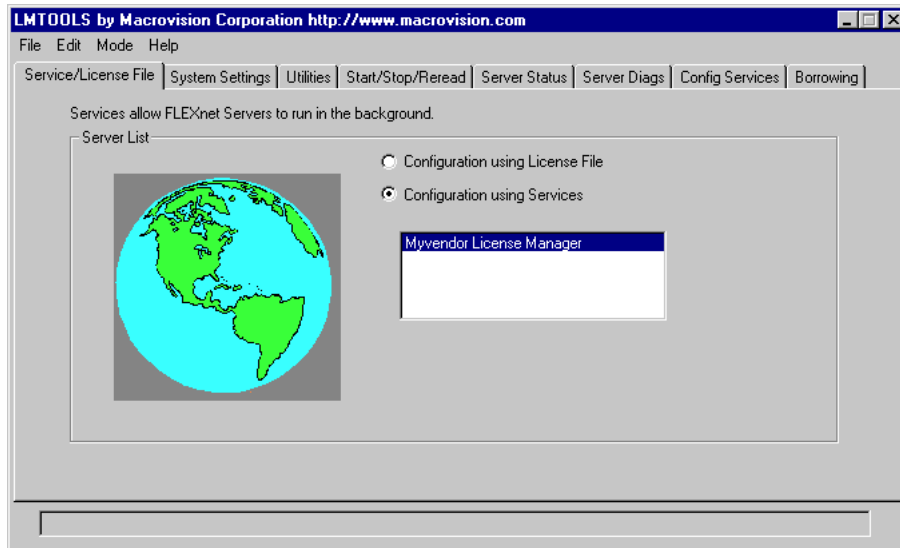 LMTOOLS by Macrovision Corporation http://www.macrovision.com
File Edit Mode Help
Service/License File System Settings Utilities Start/Stop/Reread Server Status Server Diags Config Services Borrowing
Services allow FLEXnet Servers to run in the background.
Server List
Configuration using License File
Configuration using Services
Myvendor License Manager